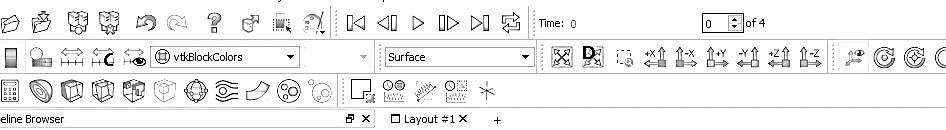 Time: 0 0 of 4
vtkBlockColors Surface D +X -X +Y -Y +Z -Z
eline Browser Layout #1 +